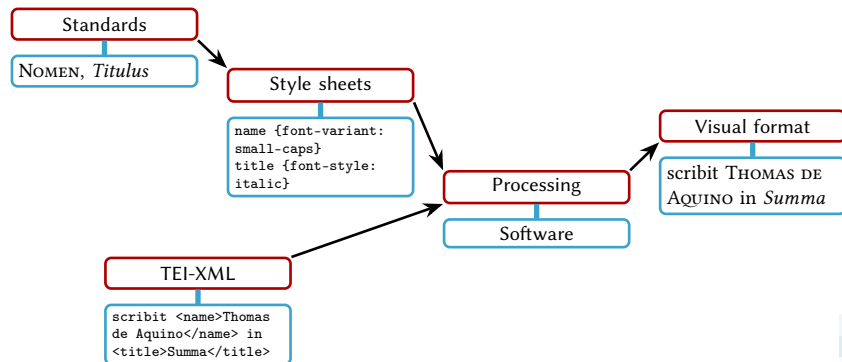 Standards
NOMEN, Titulus
Style sheets
name {font-variant:
small-caps}
title {font-style:
italic}
Visual format
scribit THOMAS DE
AQUINO in Summa
Processing
Software
TEI-XML
scribit <name>Thomas
de Aquino</name> in
<title>Summa</title>